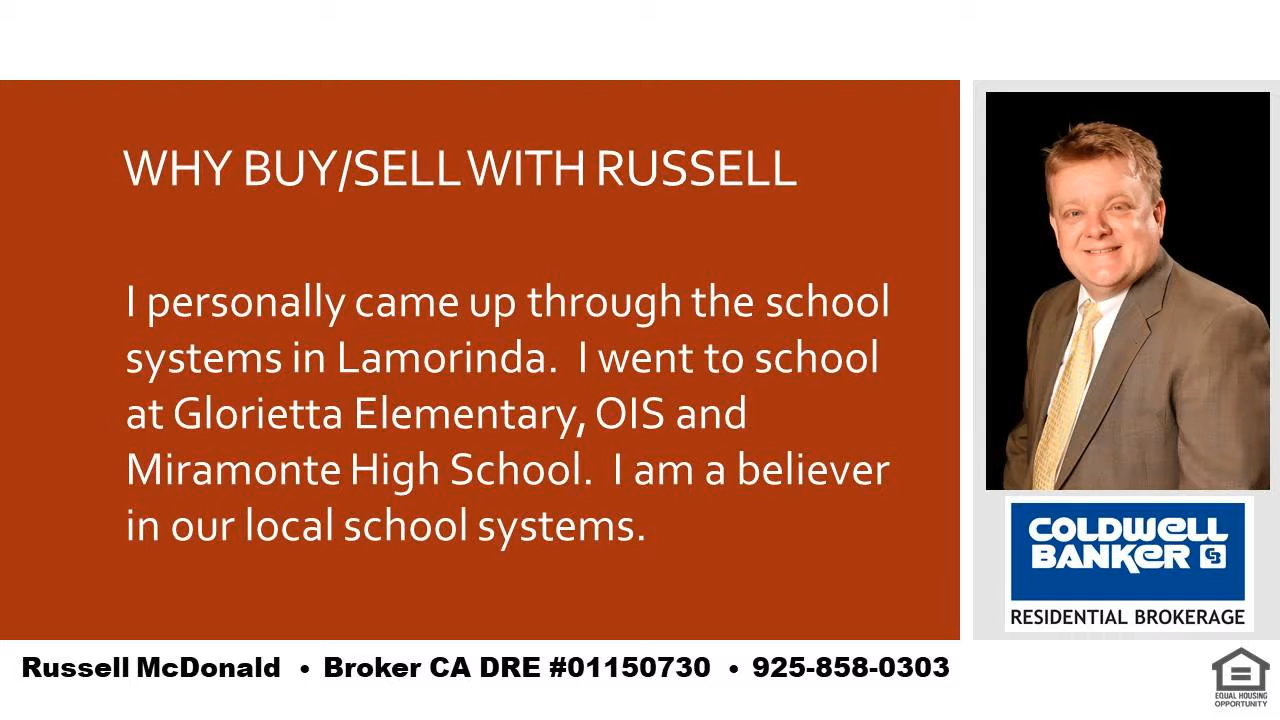 WHY BUY/SELL WITH RUSSELL
I personally came up through the school
systems in Lamorinda.  I went to school
at Glorietta Elementary, OIS and
Miramonte High School.  I am a believer
in our local school systems.
COLDWELL
BANKER CB
RESIDENTIAL BROKERAGE
Russell McDonald • Broker CA DRE #01150730 • 925-858-0303
EQUAL HOUSING
OPPORTUNITY